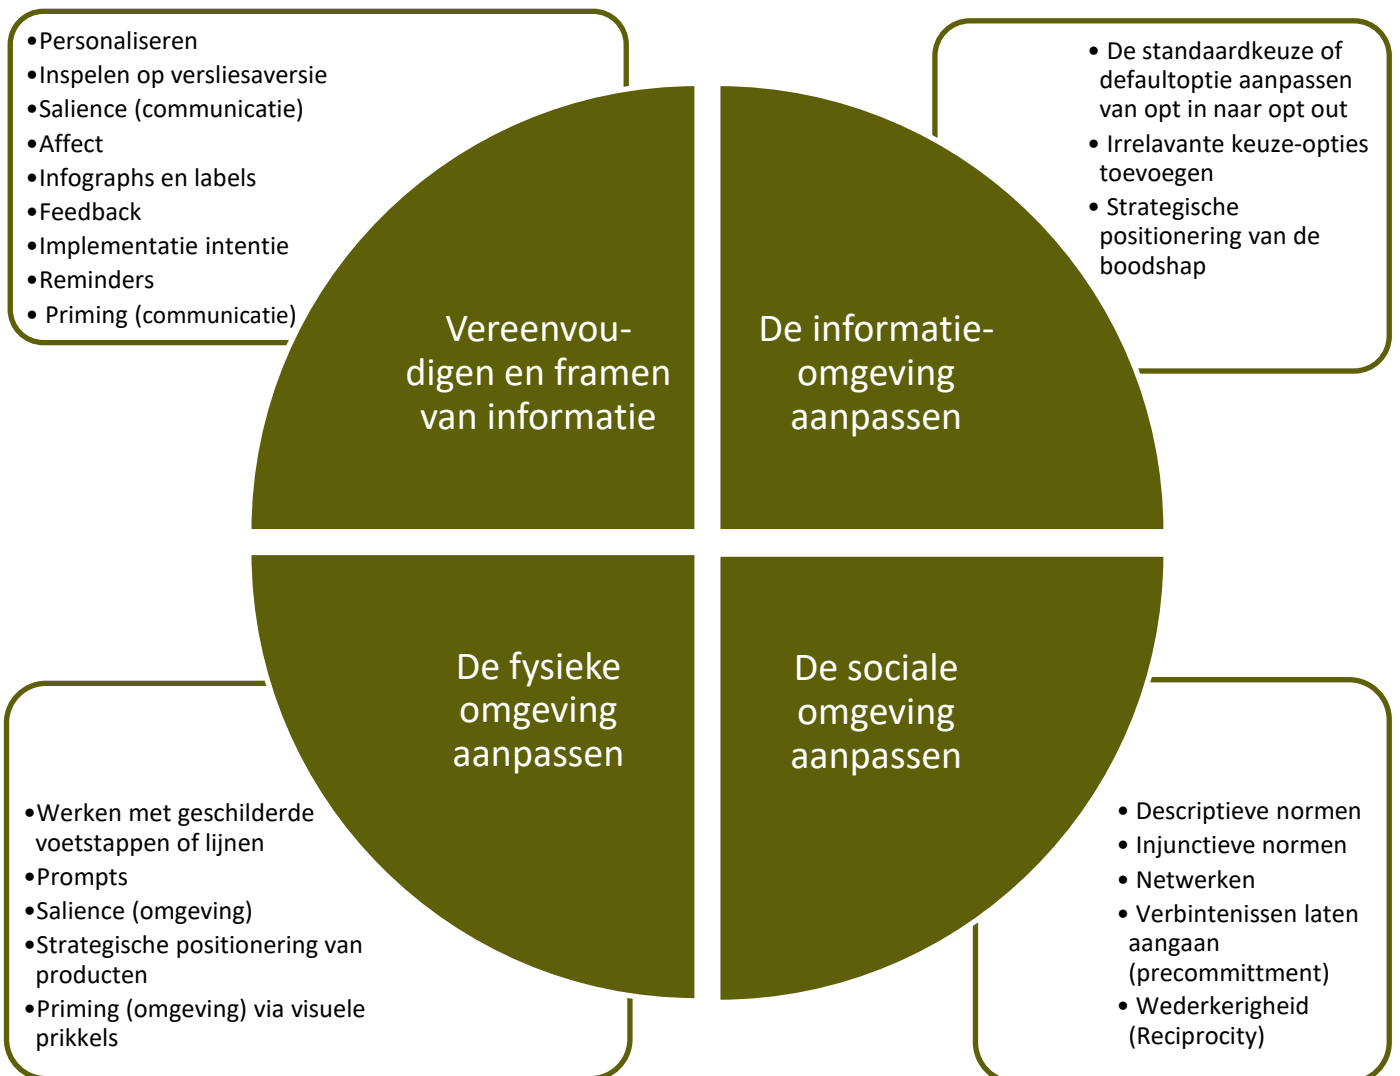 •Personaliseren
•Inspelen op versliesaversie
•Salience (communicatie)
•Affect
•Infographs en labels
•Feedback
•Implementatie intentie
•Reminders
• Priming (communicatie)
• De standaardkeuze of
defaultoptie aanpassen
van opt in naar opt out
• Irrelavante keuze-opties
toevoegen
• Strategische
positionering van de
boodshap
Vereenvou-
digen en framen
van informatie
De informatie-
omgeving
aanpassen
De fysieke
omgeving
aanpassen
De sociale
omgeving
aanpassen
•Werken met geschilderde
voetstappen of lijnen
•Prompts
•Salience (omgeving)
•Strategische positionering van
producten
•Priming (omgeving) via visuele
prikkels
• Descriptieve normen
• Injunctieve normen
• Netwerken
• Verbintenissen laten
aangaan
(precommittment)
• Wederkerigheid
(Reciprocity)